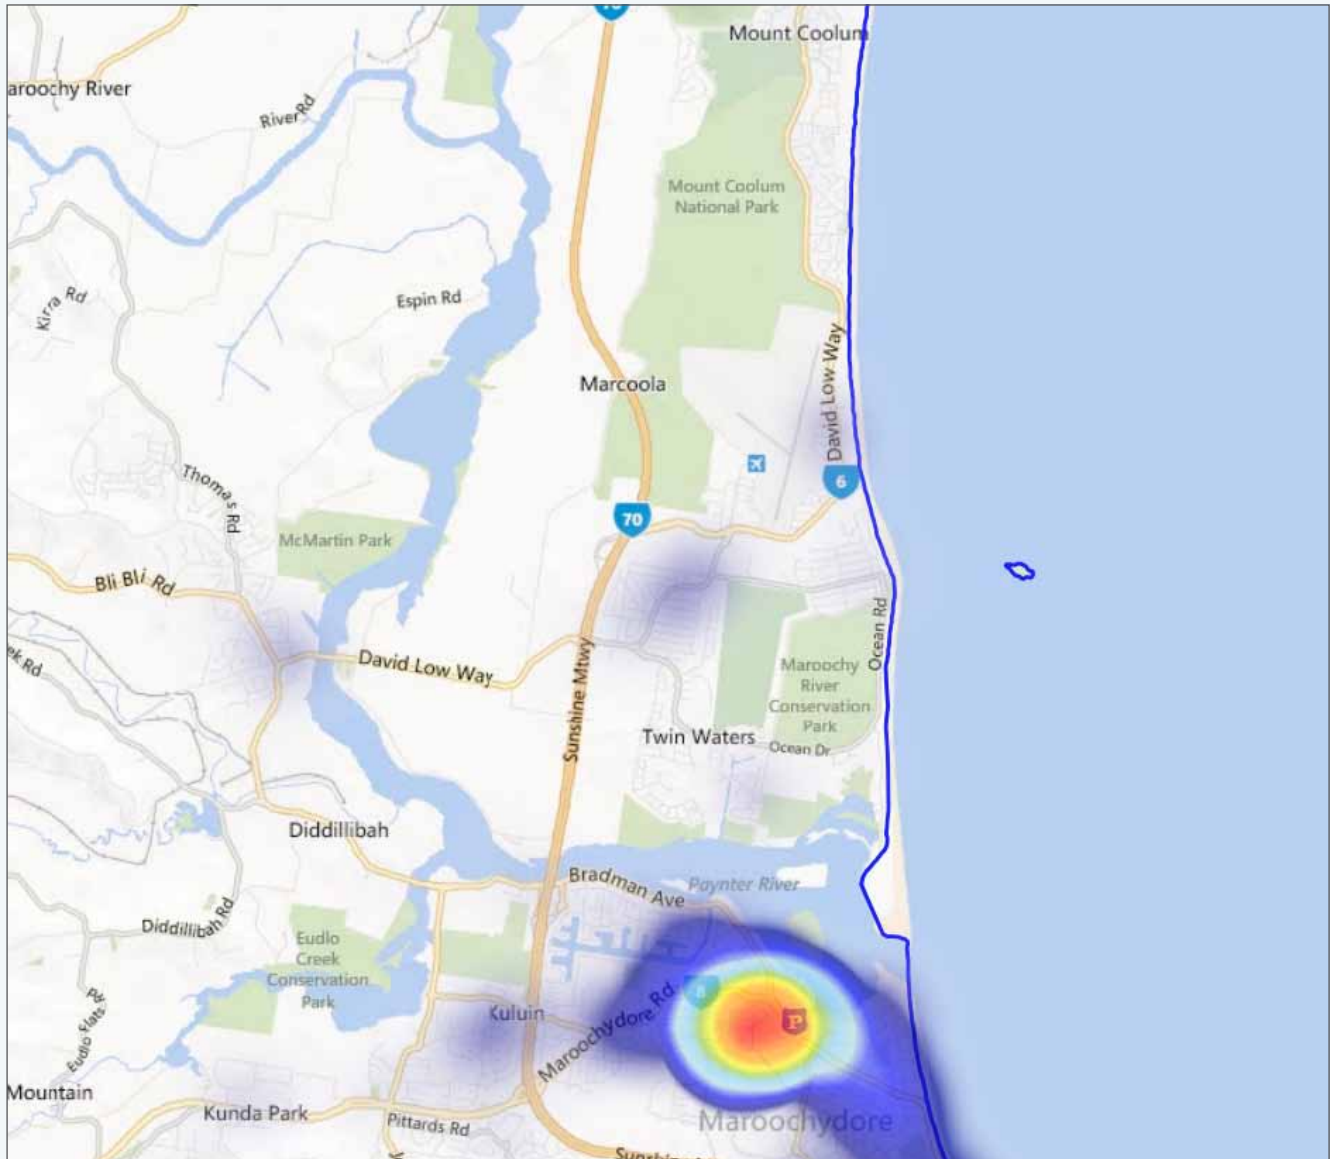 Mount Coolum
aroochy River
River Rd
Mount Coolum
National Park
Kirra Rd
Espin Rd
David Low Way
Marcoola
6
Thomas Rd
70
McMartin Park
Bli Bli Rd
Ocean Rd
ek Rd
David Low Way
Sunshine Mtwy
Maroochy
River
Conservation
Park
Twin Waters
Ocean Dr
Diddillibah
Bradman Ave
Paynter River
Diddillibah Rd
Eudlo
Creek
Conservation
Park
Eudlo Flats Rd
Kuluin
Maroochydore Rd
P
Mountain
Kunda Park
Pittards Rd
Maroochydore